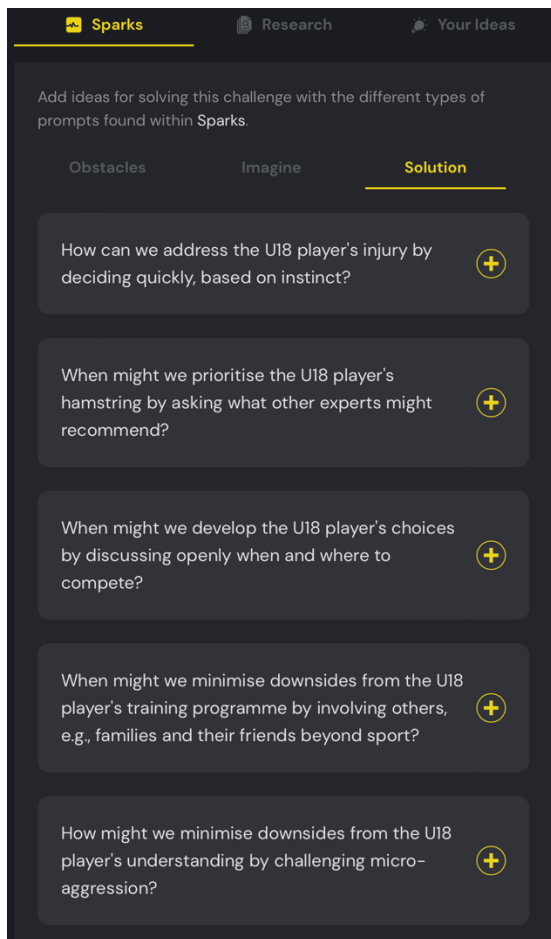 Sparks
Research
Your Ideas
Add ideas for solving this challenge with the different types of
prompts found within Sparks.
Obstacles
Imagine
Solution
How can we address the U18 player's injury by
deciding quickly, based on instinct?
When might we prioritise the U18 player's
hamstring by asking what other experts might
recommend?
When might we develop the U18 player's choices
by discussing openly when and where to
compete?
When might we minimise downsides from the U18
player's training programme by involving others,
e.g., families and their friends beyond sport?
How might we minimise downsides from the U18
player's understanding by challenging micro-
aggression?